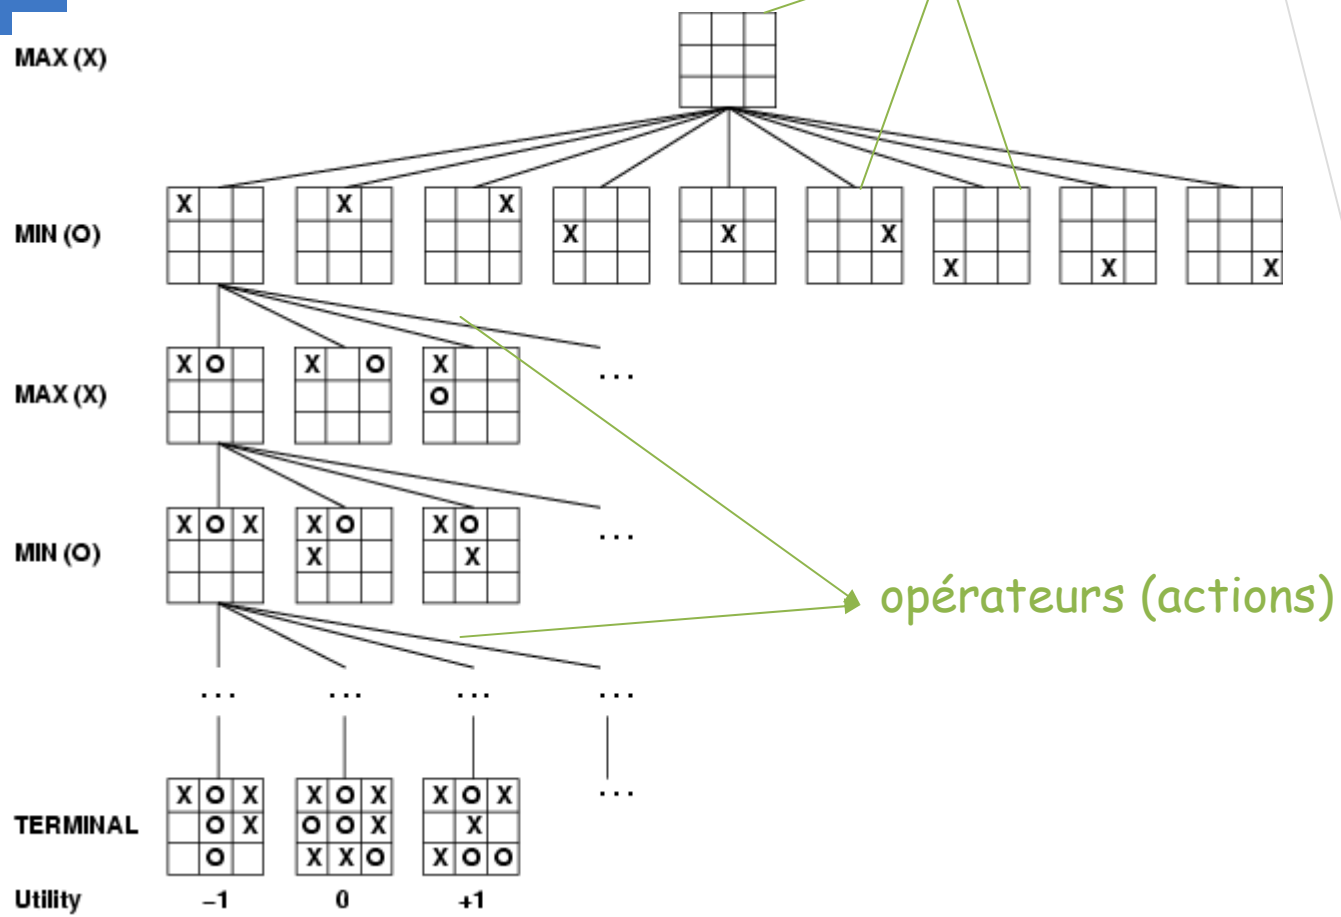 MAX (X)
MIN (O)
X X X X X X X X X
MAX (X)
X O X O X O ...
MIN (O)
X O X X O X X O X ...
opérateurs (actions)
... ... ... ...
TERMINAL
X O X X O X X O X ...
O X O O X X
O X X O X O O
Utility -1 0 +1